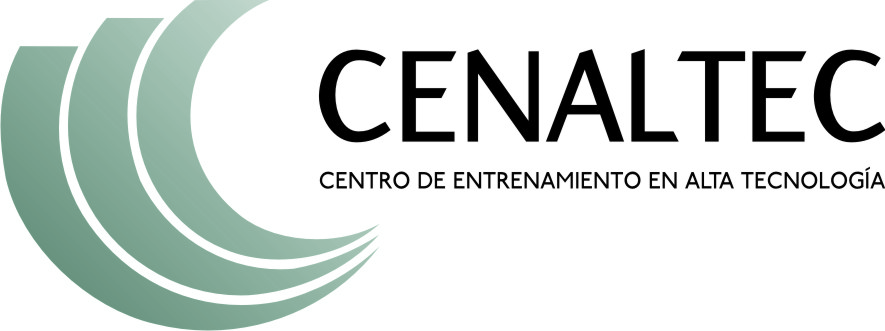 CENALTEC
CENTRO DE ENTRENAMIENTO EN ALTA TECNOLOGÍA